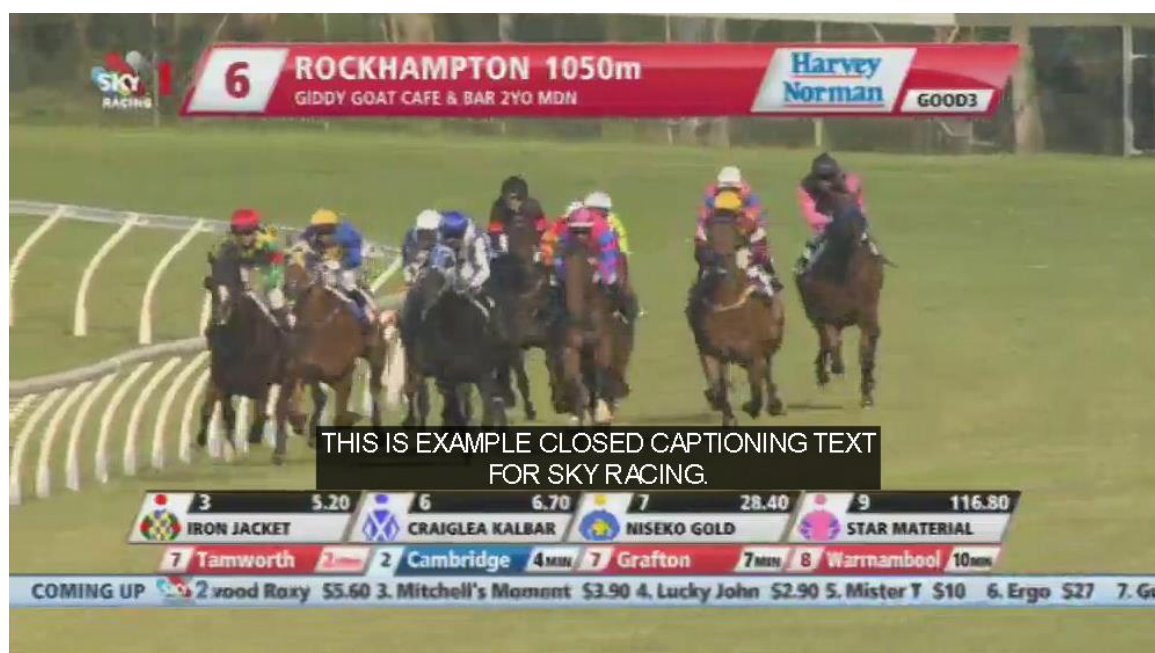 SKY 1
RACING
6
ROCKHAMPTON 1050m
GIDDY GOAT CAFE & BAR 2YO MDN
Harvey
Norman
GOOD3
THIS IS EXAMPLE CLOSED CAPTIONING TEXT
FOR SKY RACING.
3 5.20 6 6.70 7 28.40 9 116.80
IRON JACKET CRAIGLEA KALBAR NISEKO GOLD STAR MATERIAL
7 Tamworth 2 Cambridge 4MIN 7 Grafton 7MIN 8 Warrnambool 10MIN
COMING UP 2 wood Roxy $5.60 3. Mitchell's Moment $3.90 4. Lucky John $2.90 5. Mister T $10 6. Ergo $27 7.